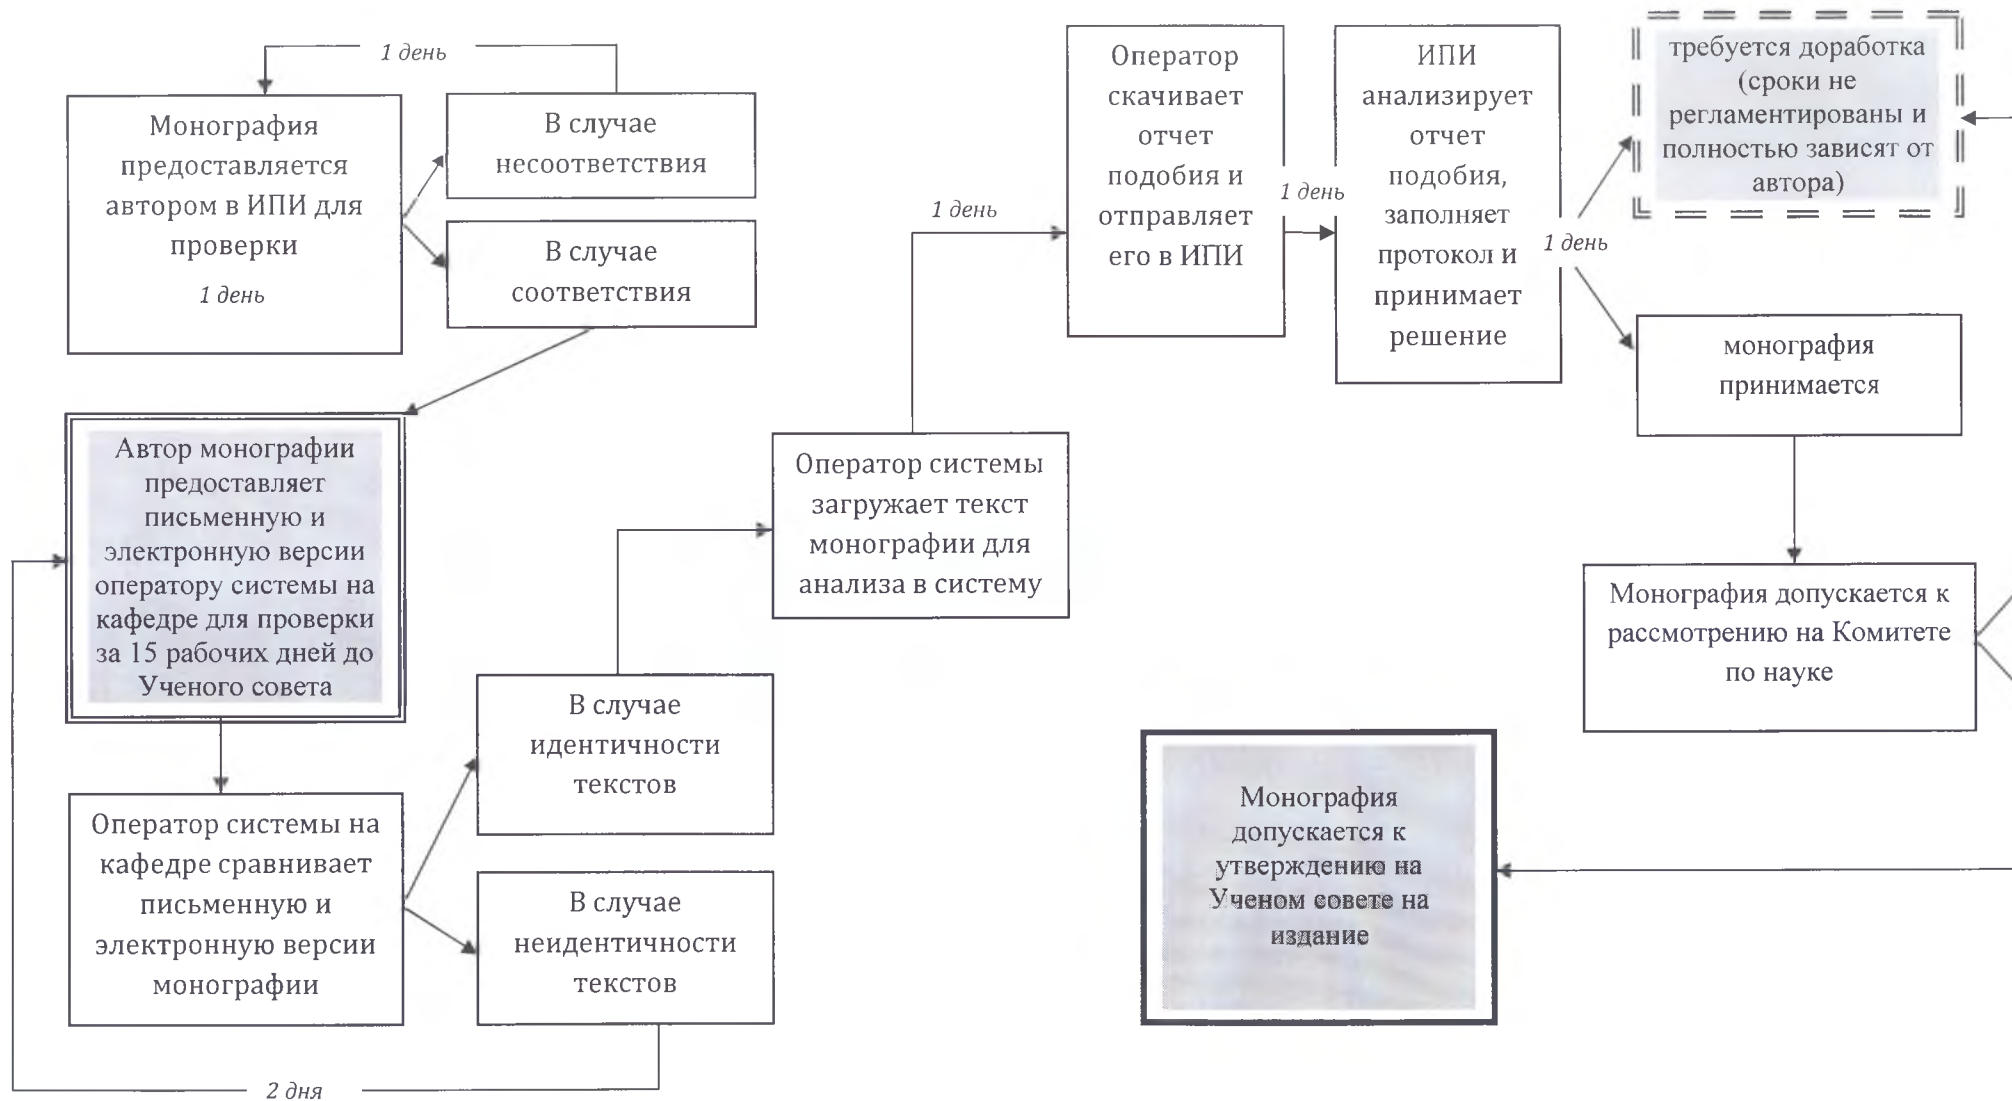 1 день
Монография
предоставляется
автором в ИПИ для
проверки
1 день
В случае
несоответствия
В случае
соответствия
Автор монографии
предоставляет
письменную и
электронную версии
оператору системы на
кафедре для проверки
за 15 рабочих дней до
Ученого совета
Оператор системы на
кафедре сравнивает
письменную и
электронную версии
монографии
В случае
идентичности
текстов
В случае
неидентичности
текстов
2 дня
Оператор системы
загружает текст
монографии для
анализа в систему
1 день
Оператор
скачивает
отчет
подобия и
отправляет
его в ИПИ
1 день
ИПИ
анализирует
отчет
подобия,
заполняет
протокол и
принимает
решение
1 день
требуется доработка
(сроки не
регламентированы и
полностью зависят от
автора)
монография
принимается
Монография допускается к
рассмотрению на Комитете
по науке
Монография
допускается к
утверждению на
Ученом совете на
издание